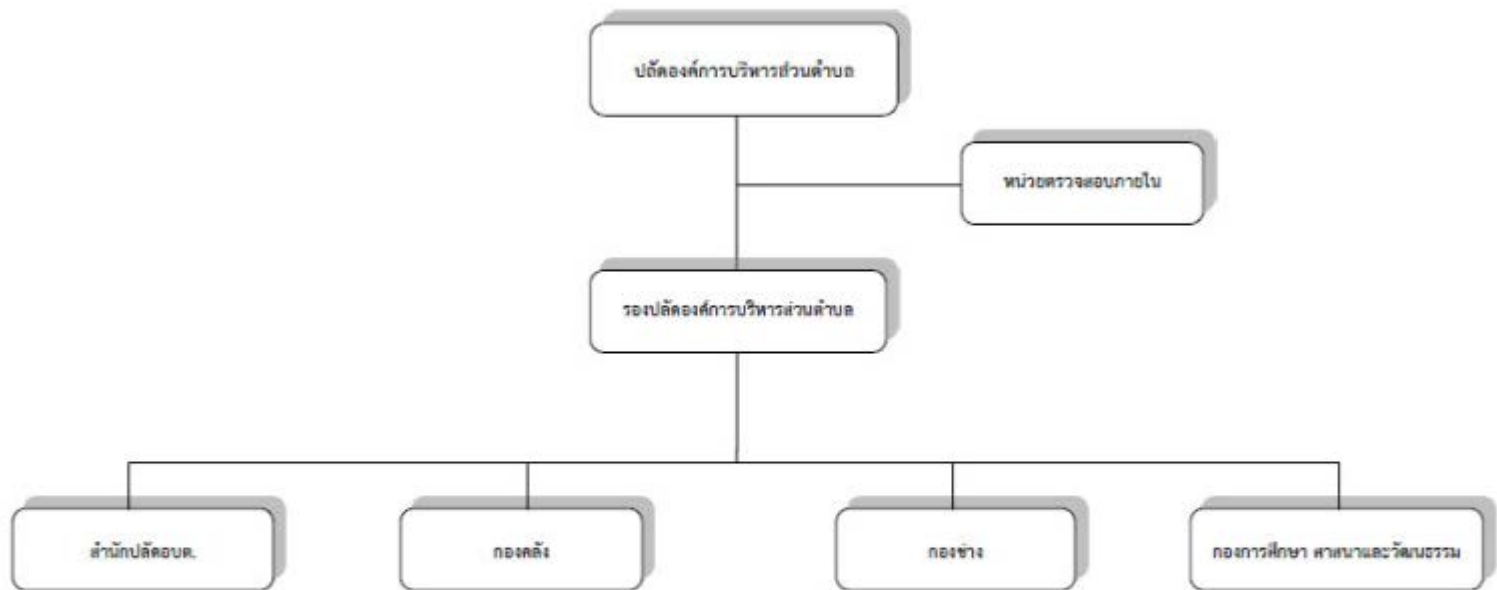 ปลัดองค์การบริหารส่วนตำบล
หน่วยตรวจสอบภายใน
รองปลัดองค์การบริหารส่วนตำบล
สำนักปลัดอบต.
กองคลัง
กองช่าง
กองการศึกษา ศาสนาและวัฒนธรรม